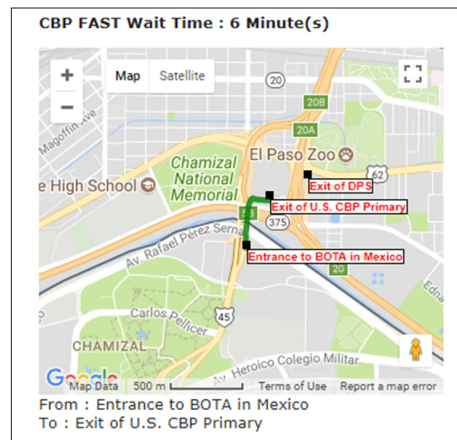 CBP FAST Wait Time : 6 Minute(s)
+
Map Satellite
20
−
20B
Magoffin Ave
20A
El Paso Zoo
Chamizal
National
Memorial
62
e High School
Exit of DPS
Exit of U.S. CBP Primary
375
Av. Rafael Pérez Serna
Entrance to BOTA in Mexico
20
Carlos Pellicer
45
CHAMIZAL
Av. Heroico Colegio Militar
Google
Map Data 500 m Terms of Use Report a map error
From : Entrance to BOTA in Mexico
To : Exit of U.S. CBP Primary